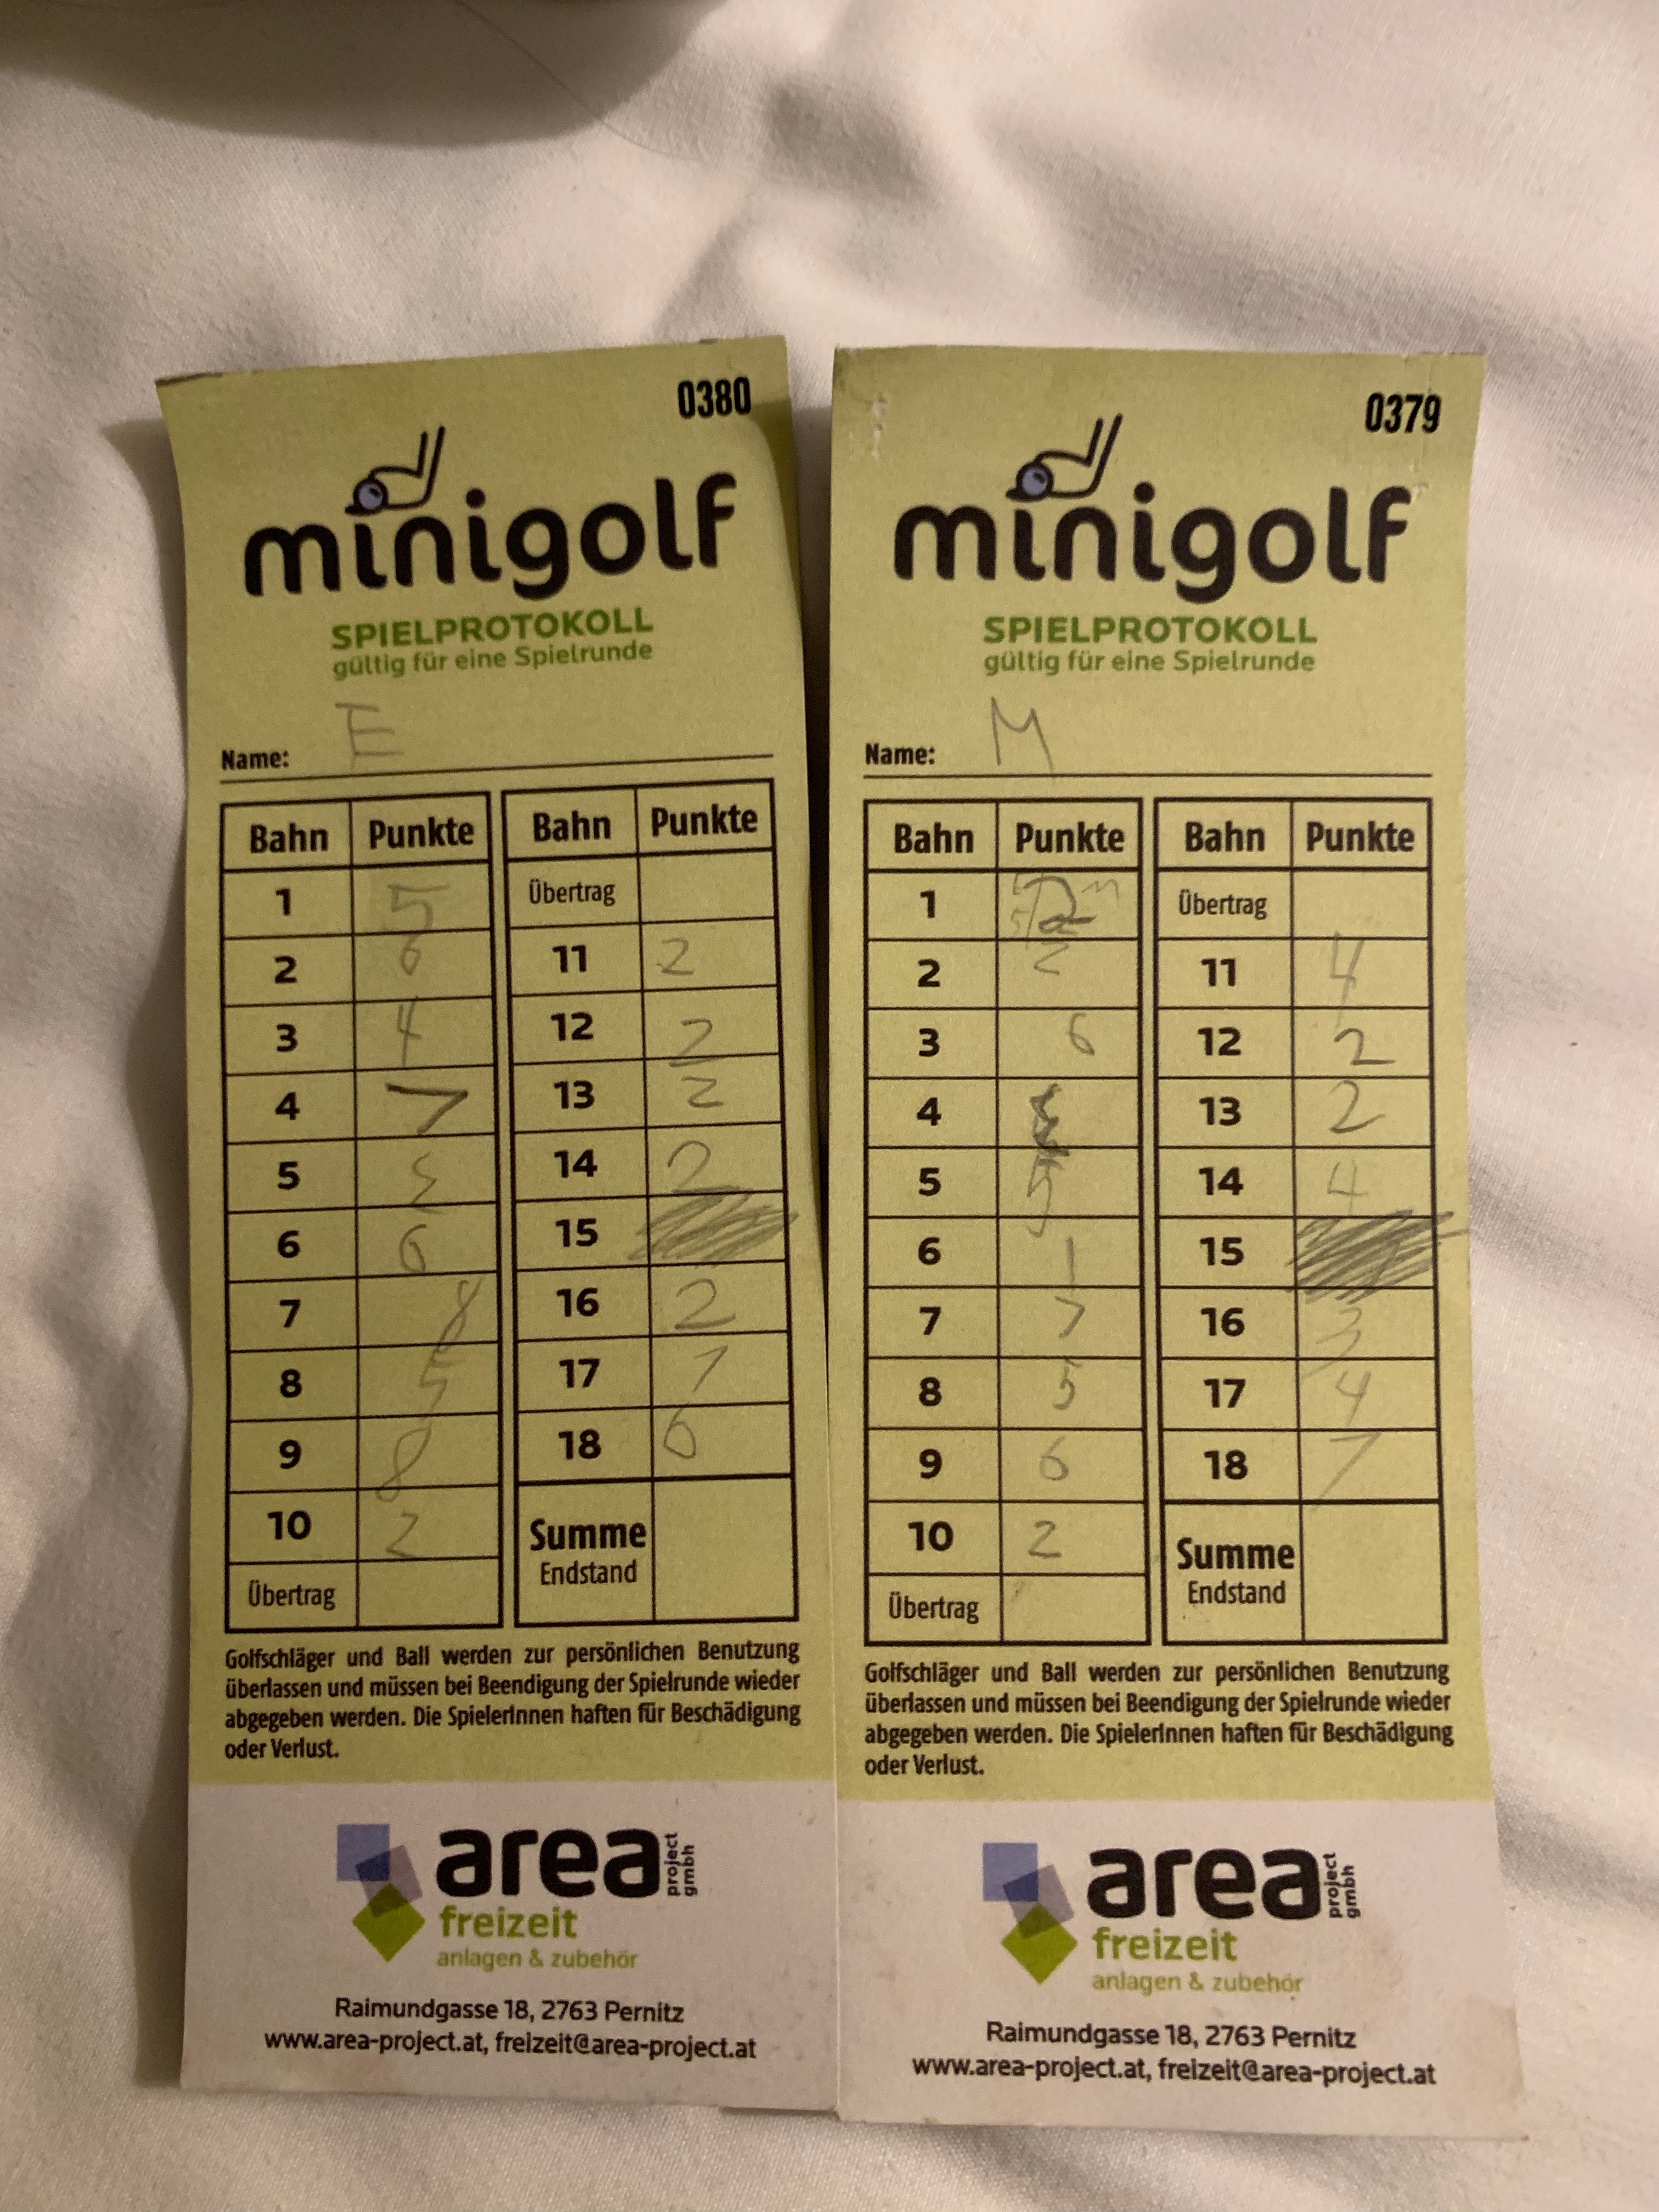 0380
minigolf
SPIELPROTOKOLL
gültig für eine Spielrunde
Name: E
Bahn Punkte
1 5
2 6
3 4
4 7
5
6 6
7 8
8 5
9 8
10 2
Übertrag
Bahn Punkte
Übertrag
11 2
12 2
13 2
14 2
15
16 2
17
18 6
Summe
Endstand
Golfschläger und Ball werden zur persönlichen Benutzung
überlassen und müssen bei Beendigung der Spielrunde wieder
abgegeben werden. Die SpielerInnen haften für Beschädigung
oder Verlust.
area project gmbh
freizeit
anlagen & zubehör
Raimundgasse 18, 2763 Pernitz
www.area-project.at, freizeit@area-project.at
0379
minigolf
SPIELPROTOKOLL
gültig für eine Spielrunde
Name: M
Bahn Punkte
1
2 2
3 6
4
5 5
6 1
7 7
8 5
9 6
10 2
Übertrag
Bahn Punkte
Übertrag
11 4
12 2
13 2
14 4
15
16 3
17 4
18 7
Summe
Endstand
Golfschläger und Ball werden zur persönlichen Benutzung
überlassen und müssen bei Beendigung der Spielrunde wieder
abgegeben werden. Die SpielerInnen haften für Beschädigung
oder Verlust.
area project gmbh
freizeit
anlagen & zubehör
Raimundgasse 18, 2763 Pernitz
www.area-project.at, freizeit@area-project.at